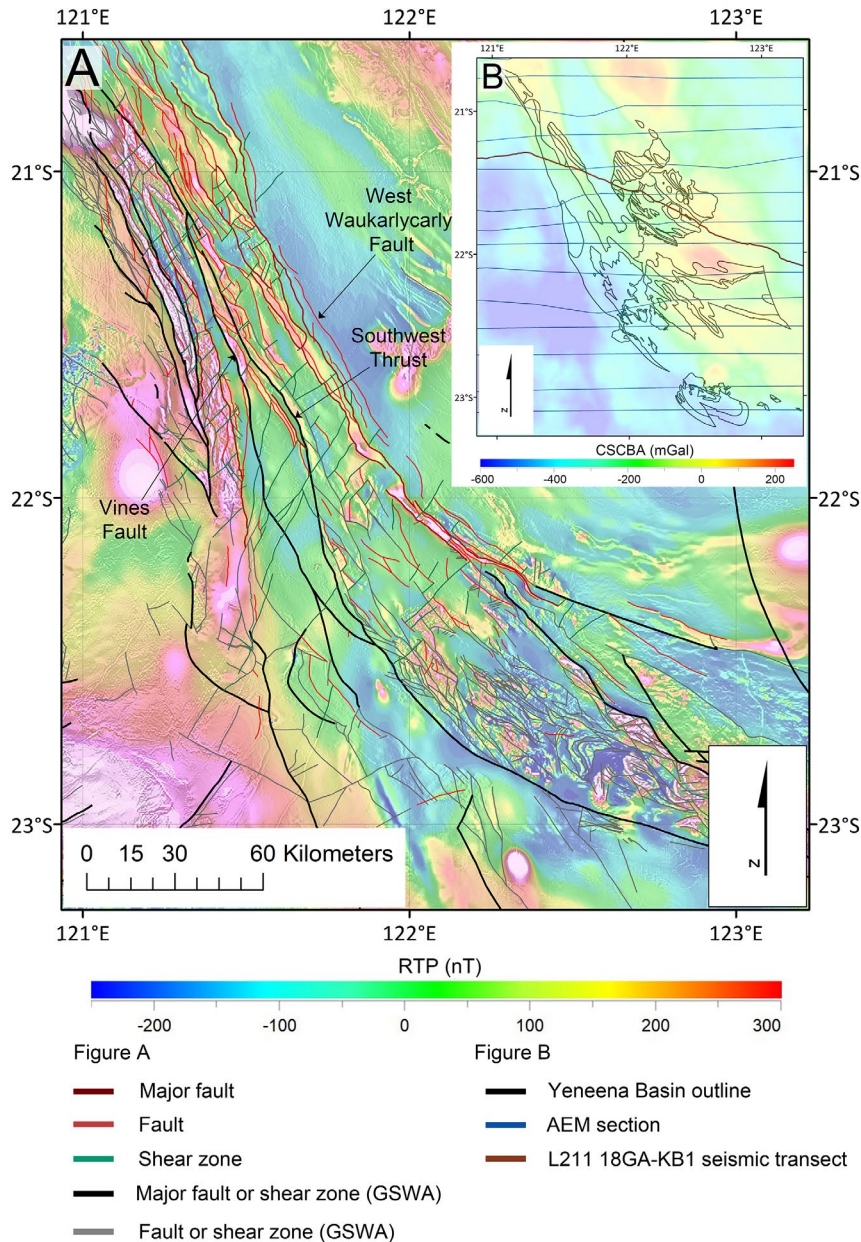 121°E 122°E 123°E
A
B
121°E 122°E 123°E
21°S
22°S
23°S
N
CSCBA (mGal)
-600 -400 -200 0 200
21°S 21°S
West
Waukarlycarly
Fault
Southwest
Thrust
Vines
Fault
22°S 22°S
23°S 23°S
0 15 30 60 Kilometers
N
121°E 122°E 123°E
RTP (nT)
-200 -100 0 100 200 300
Figure A
Major fault
Fault
Shear zone
Major fault or shear zone (GSWA)
Fault or shear zone (GSWA)
Figure B
Yeneena Basin outline
AEM section
L211 18GA-KB1 seismic transect